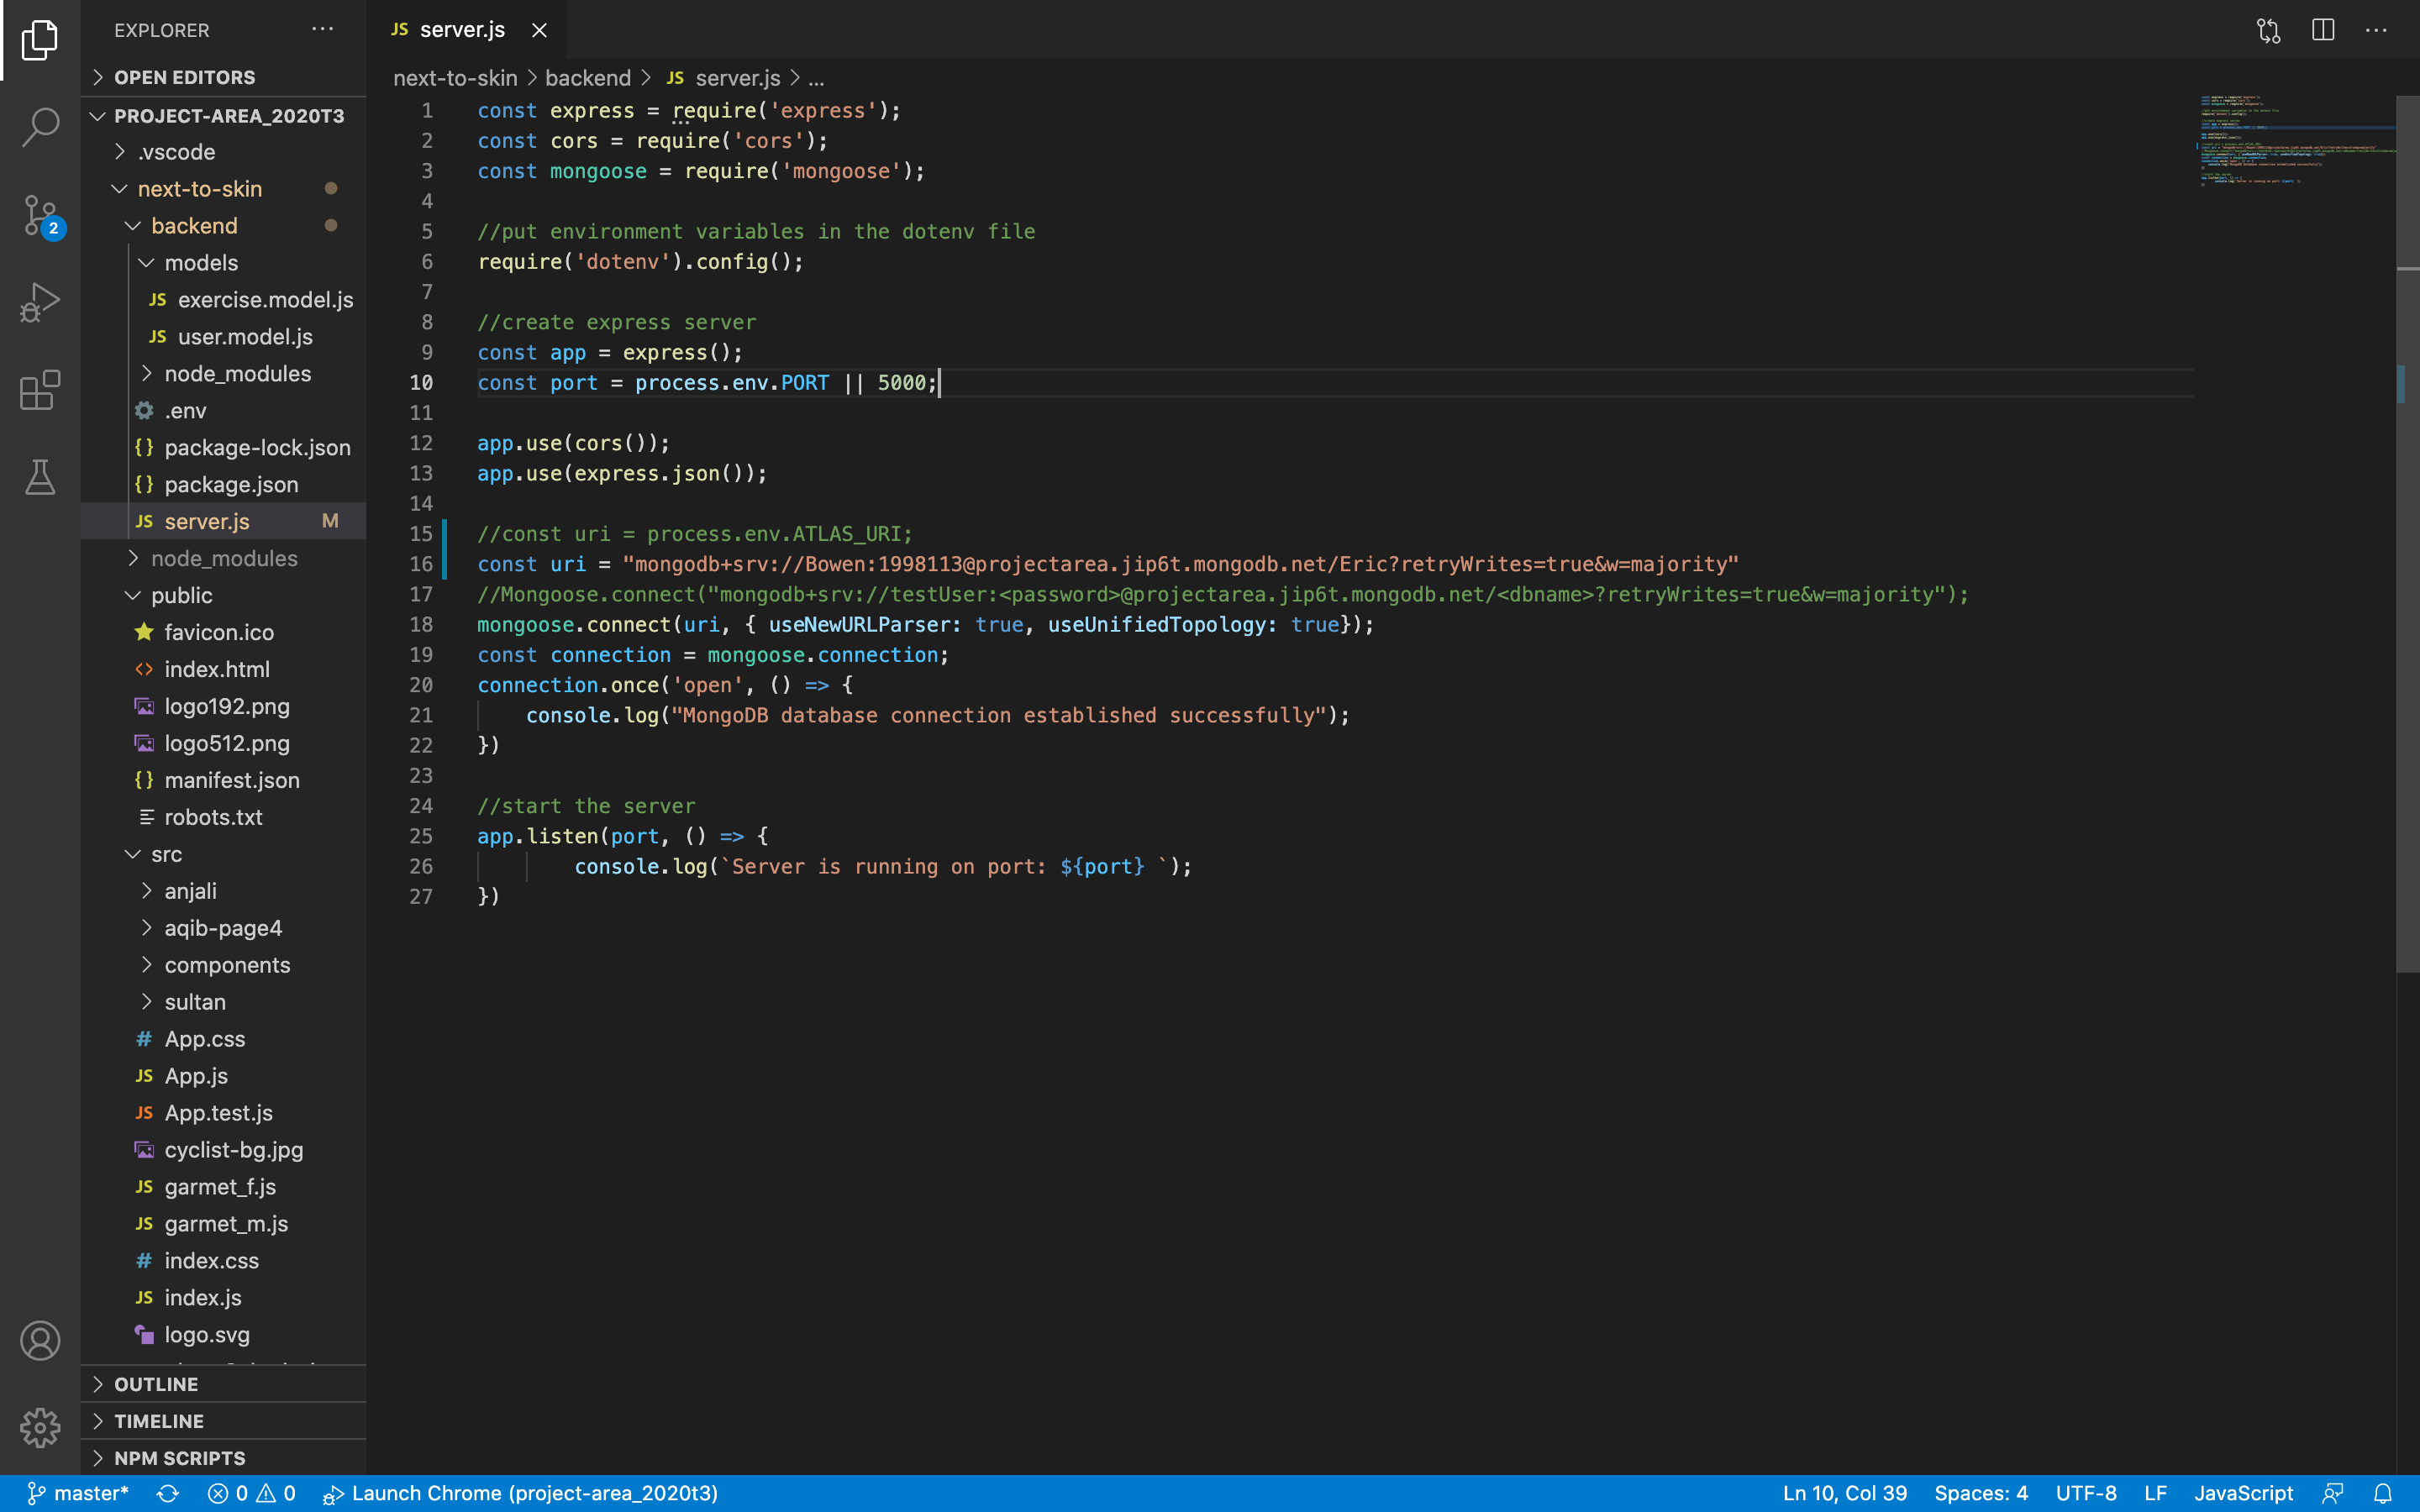 EXPLORER
OPEN EDITORS
PROJECT-AREA_2020T3
.vscode
next-to-skin
backend
models
JS exercise.model.js
JS user.model.js
node_modules
.env
{} package-lock.json
{} package.json
JS server.js M
node_modules
public
favicon.ico
<> index.html
logo192.png
logo512.png
{} manifest.json
robots.txt
src
anjali
aqib-page4
components
sultan
# App.css
JS App.js
JS App.test.js
cyclist-bg.jpg
JS garmet_f.js
JS garmet_m.js
# index.css
JS index.js
logo.svg
OUTLINE
TIMELINE
NPM SCRIPTS
2
JS server.js
next-to-skin > backend > JS server.js > ...
1 const express = require('express');
2 const cors = require('cors');
3 const mongoose = require('mongoose');
4
5 //put environment variables in the dotenv file
6 require('dotenv').config();
7
8 //create express server
9 const app = express();
10 const port = process.env.PORT || 5000;
11
12 app.use(cors());
13 app.use(express.json());
14
15 //const uri = process.env.ATLAS_URI;
16 const uri = "mongodb+srv://Bowen:1998113@projectarea.jip6t.mongodb.net/Eric?retryWrites=true&w=majority"
17 //Mongoose.connect("mongodb+srv://testUser:<password>@projectarea.jip6t.mongodb.net/<dbname>?retryWrites=true&w=majority");
18 mongoose.connect(uri, { useNewURLParser: true, useUnifiedTopology: true});
19 const connection = mongoose.connection;
20 connection.once('open', () => {
21 console.log("MongoDB database connection established successfully");
22 })
23
24 //start the server
25 app.listen(port, () => {
26 console.log(`Server is running on port: ${port} `);
27 })
master* 0 0 Launch Chrome (project-area_2020t3)
Ln 10, Col 39 Spaces: 4 UTF-8 LF JavaScript